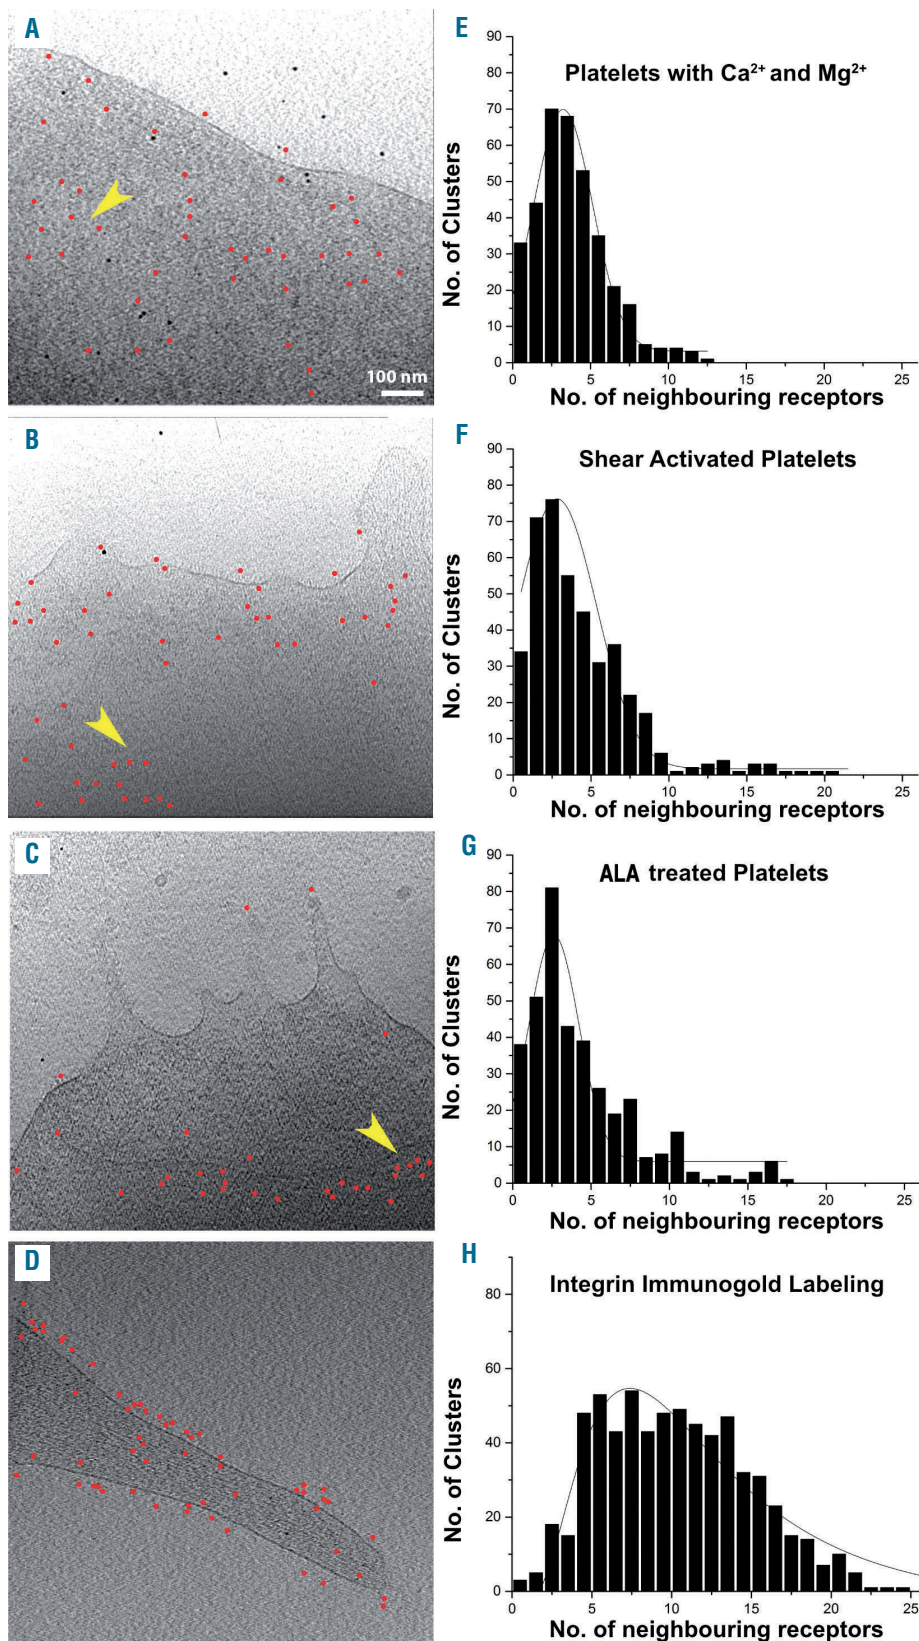 A
100 nm
E
Platelets with Ca²⁺ and Mg²⁺
No. of Clusters
90
80
70
60
50
40
30
20
10
0
0 5 10 15 20 25
No. of neighbouring receptors
B
F
Shear Activated Platelets
No. of Clusters
90
80
70
60
50
40
30
20
10
0
0 5 10 15 20 25
No. of neighbouring receptors
C
G
ALA treated Platelets
No. of Clusters
90
80
70
60
50
40
30
20
10
0
0 5 10 15 20 25
No. of neighbouring receptors
D
H
Integrin Immunogold Labeling
No. of Clusters
80
60
40
20
0
0 5 10 15 20 25
No. of neighbouring receptors